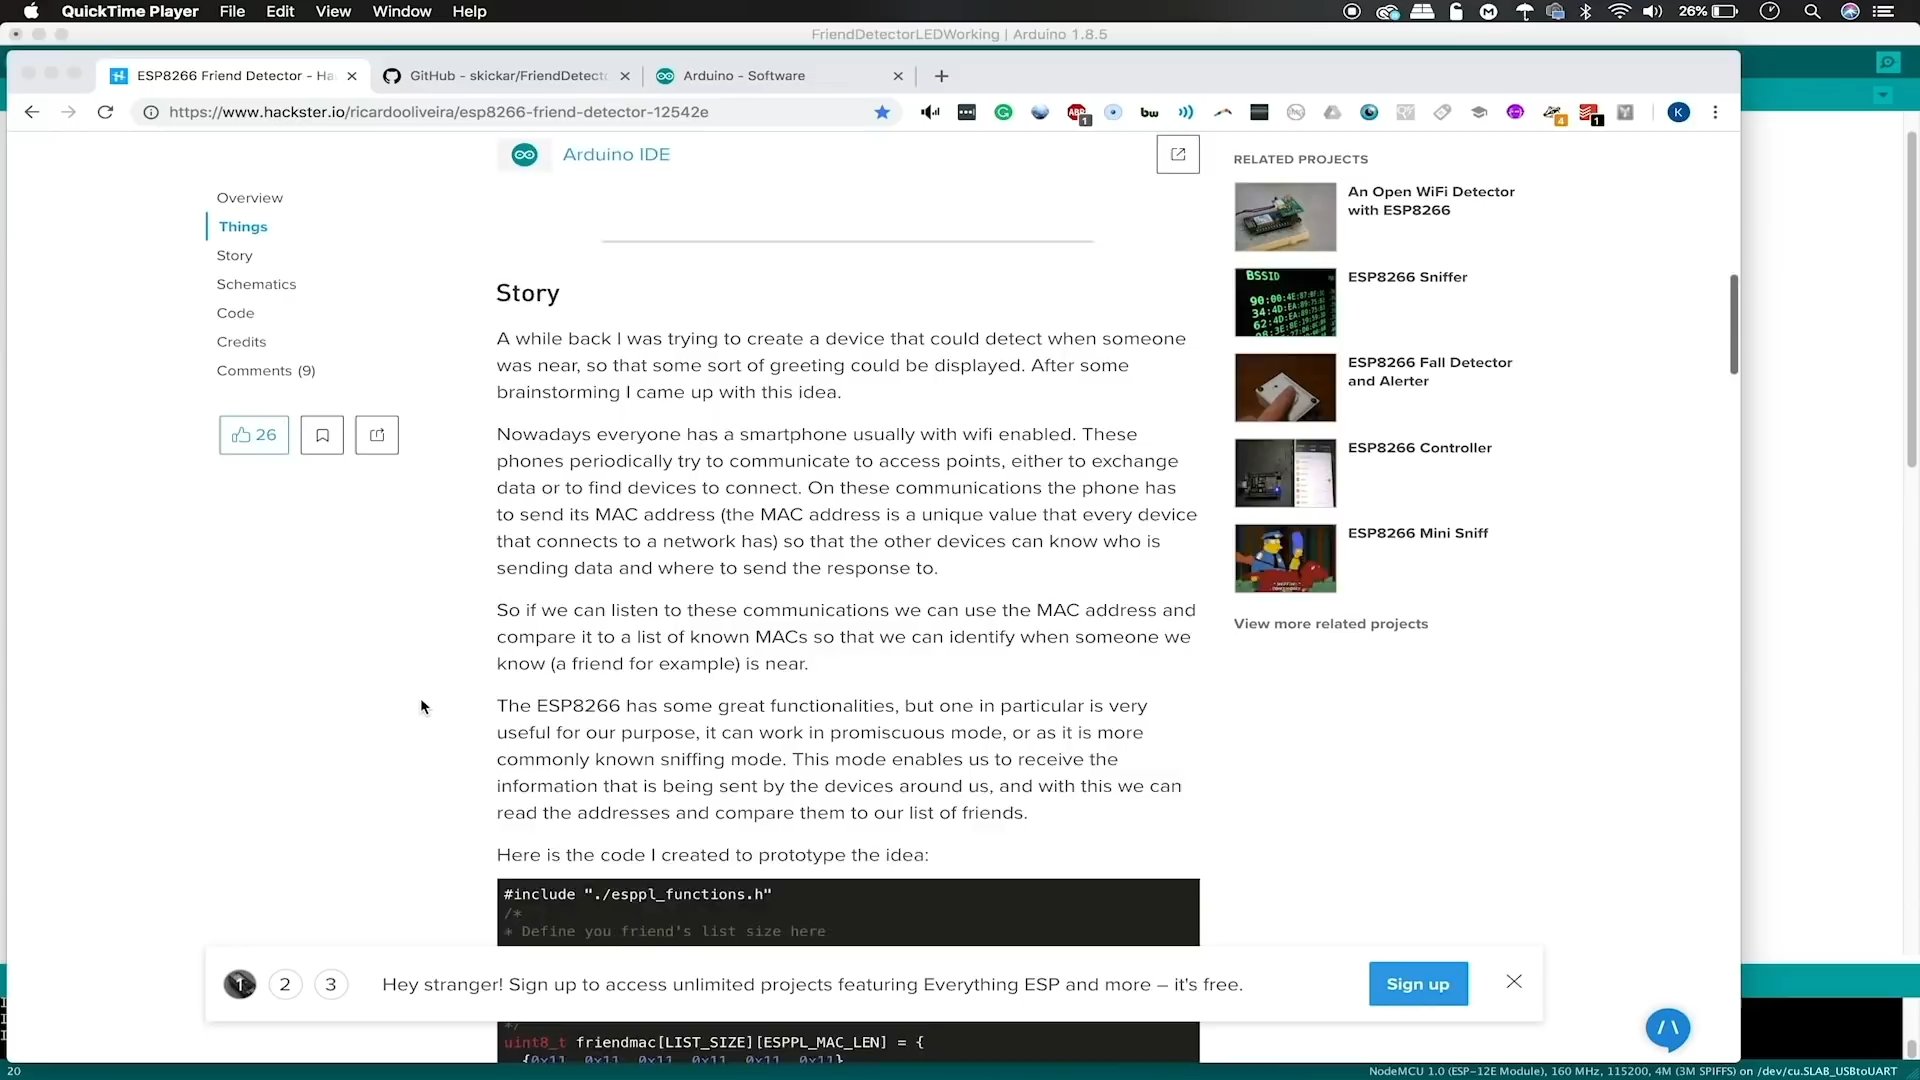 QuickTime Player File Edit View Window Help 26%
FriendDetectorLEDWorking | Arduino 1.8.5
ESP8266 Friend Detector - Ha
GitHub - skickar/FriendDetect
Arduino - Software
https://www.hackster.io/ricardooliveira/esp8266-friend-detector-12542e
Arduino IDE
Overview
Things
Story
Schematics
Code
Credits
Comments (9)
26
Story
A while back I was trying to create a device that could detect when someone
was near, so that some sort of greeting could be displayed. After some
brainstorming I came up with this idea.
Nowadays everyone has a smartphone usually with wifi enabled. These
phones periodically try to communicate to access points, either to exchange
data or to find devices to connect. On these communications the phone has
to send its MAC address (the MAC address is a unique value that every device
that connects to a network has) so that the other devices can know who is
sending data and where to send the response to.
So if we can listen to these communications we can use the MAC address and
compare it to a list of known MACs so that we can identify when someone we
know (a friend for example) is near.
The ESP8266 has some great functionalities, but one in particular is very
useful for our purpose, it can work in promiscuous mode, or as it is more
commonly known sniffing mode. This mode enables us to receive the
information that is being sent by the devices around us, and with this we can
read the addresses and compare them to our list of friends.
Here is the code I created to prototype the idea:
#include "./esppl_functions.h"
/*
* Define you friend's list size here
*/
uint8_t friendmac[LIST_SIZE][ESPPL_MAC_LEN] = {
{0x11, 0x11, 0x11, 0x11, 0x11, 0x11}
RELATED PROJECTS
An Open WiFi Detector
with ESP8266
BSSID
ESP8266 Sniffer
ESP8266 Fall Detector
and Alerter
ESP8266 Controller
ESP8266 Mini Sniff
View more related projects
1 2 3 Hey stranger! Sign up to access unlimited projects featuring Everything ESP and more – it's free. Sign up
20
NodeMCU 1.0 (ESP-12E Module), 160 MHz, 115200, 4M (3M SPIFFS) on /dev/cu.SLAB_USBtoUART